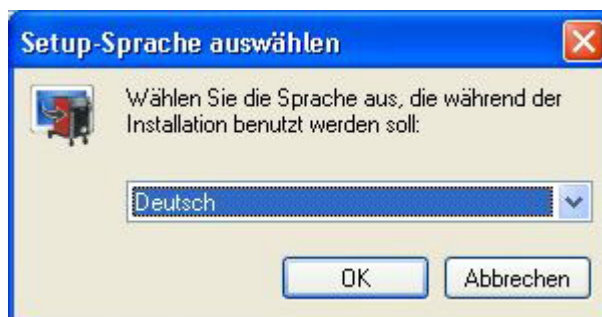 Setup-Sprache auswählen
Wählen Sie die Sprache aus, die während der
Installation benutzt werden soll:
Deutsch
OK Abbrechen